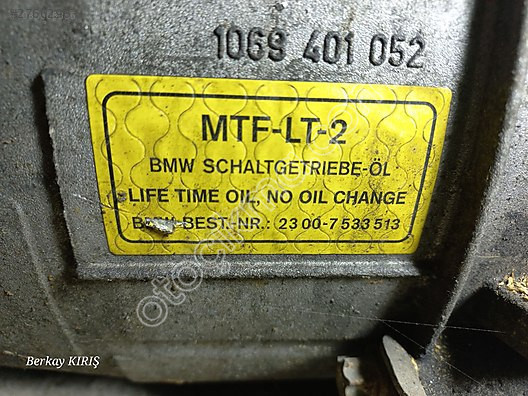 1069 401 052
MTF-LT-2
BMW SCHALTGETRIEBE-ÖL
LIFE TIME OIL, NO OIL CHANGE
BMW-BEST.-NR.: 23 00-7 533 513
Berkay KIRIŞ